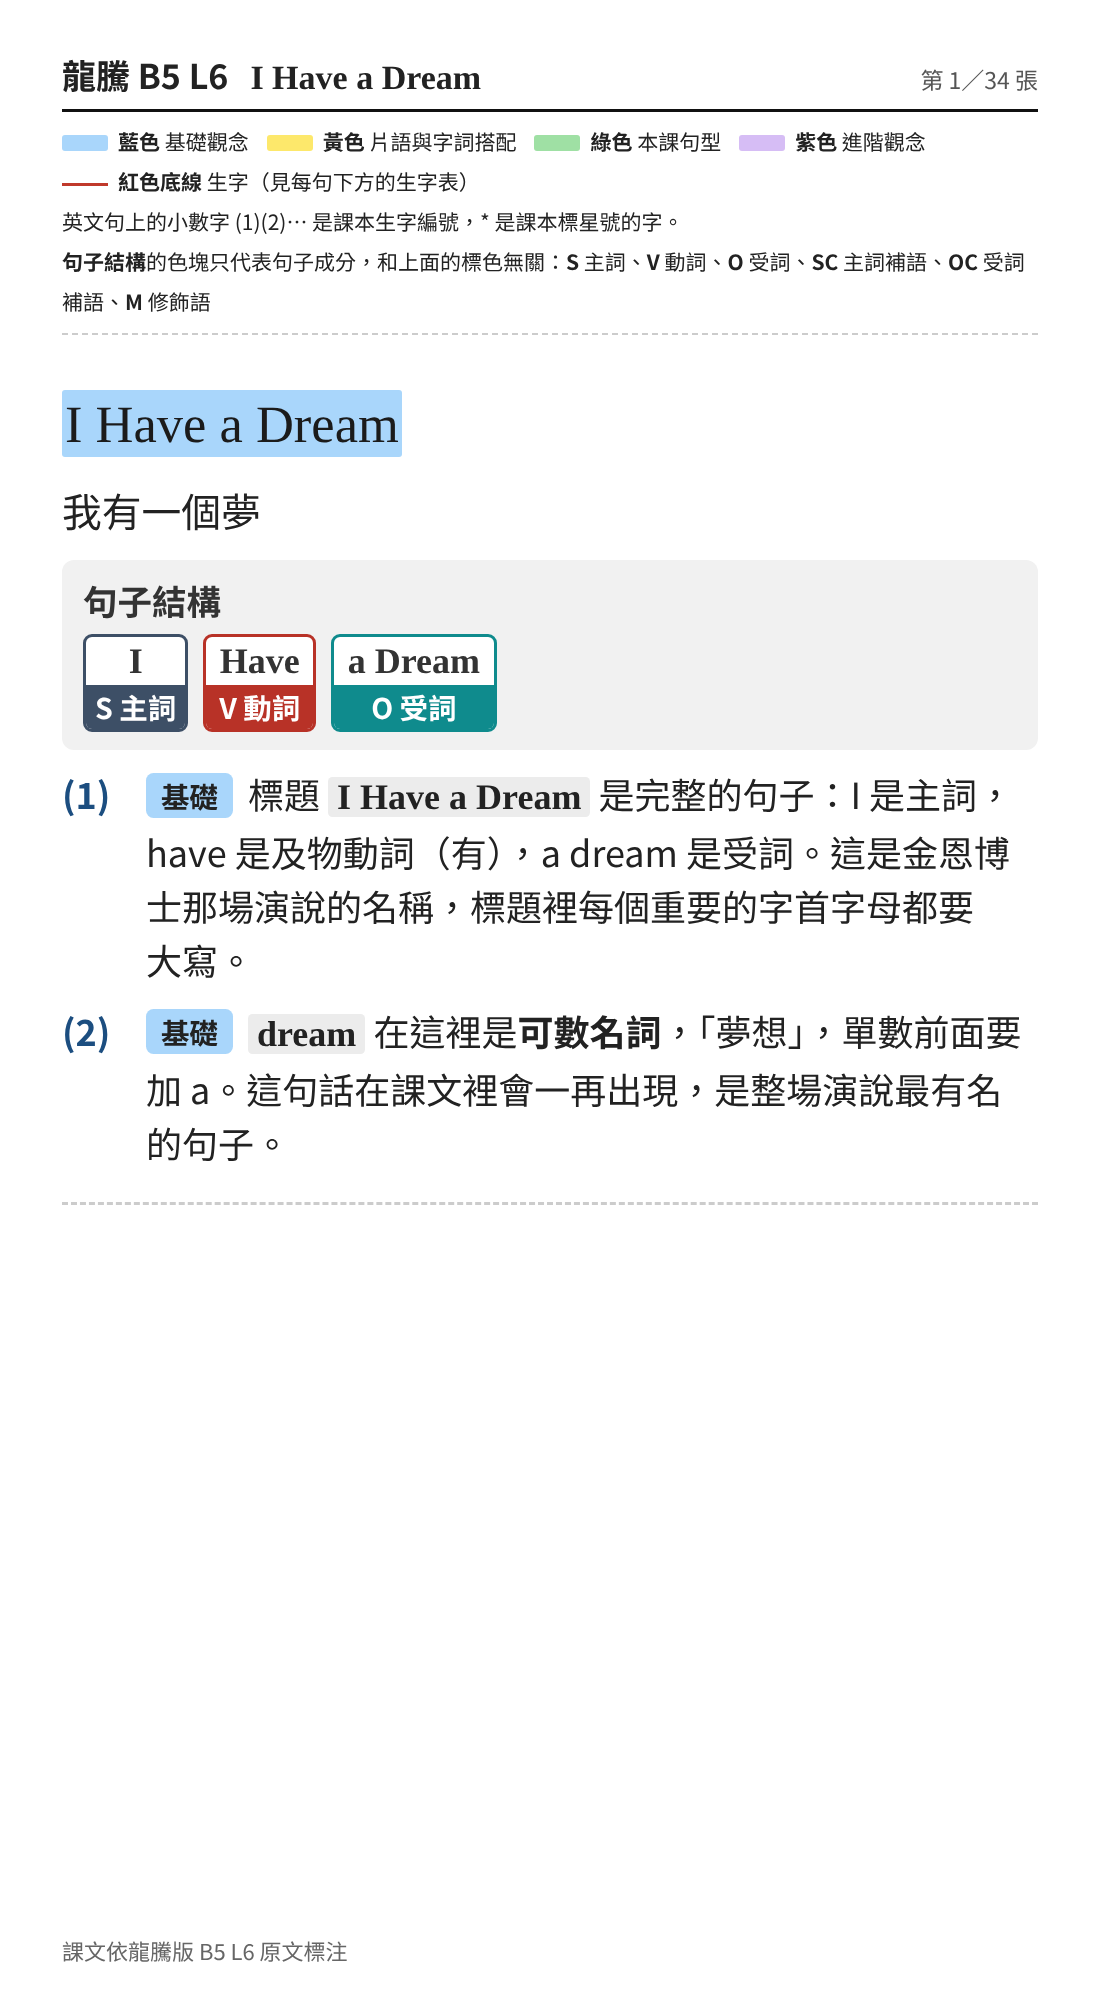 龍騰 B5 L6 I Have a Dream 第 1／34 張
藍色 基礎觀念 黃色 片語與字詞搭配 綠色 本課句型 紫色 進階觀念
紅色底線 生字（見每句下方的生字表）
英文句上的小數字 (1)(2)⋯ 是課本生字編號，* 是課本標星號的字。
句子結構的色塊只代表句子成分，和上面的標色無關：S 主詞、V 動詞、O 受詞、SC 主詞補語、OC 受詞
補語、M 修飾語
I Have a Dream
我有一個夢
句子結構
I Have a Dream
S 主詞 V 動詞 O 受詞
(1) 基礎 標題 I Have a Dream 是完整的句子：I 是主詞，
have 是及物動詞（有），a dream 是受詞。這是金恩博
士那場演說的名稱，標題裡每個重要的字首字母都要
大寫。
(2) 基礎 dream 在這裡是可數名詞，「夢想」，單數前面要
加 a。這句話在課文裡會一再出現，是整場演說最有名
的句子。
課文依龍騰版 B5 L6 原文標注